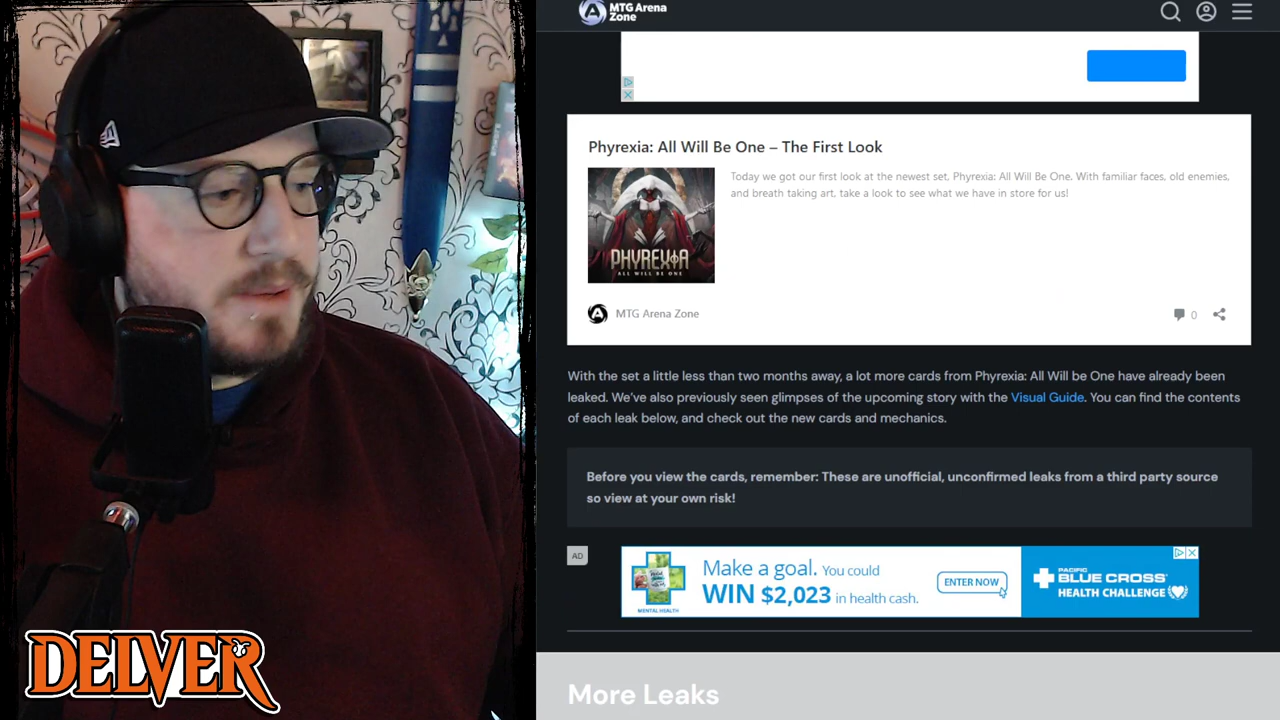 MTG Arena
Zone
Phyrexia: All Will Be One – The First Look
Today we got our first look at the newest set, Phyrexia: All Will Be One. With familiar faces, old enemies,
and breath taking art, take a look to see what we have in store for us!
PHYREXIA
ALL WILL BE ONE
MTG Arena Zone
0
With the set a little less than two months away, a lot more cards from Phyrexia: All Will be One have already been
leaked. We've also previously seen glimpses of the upcoming story with the Visual Guide. You can find the contents
of each leak below, and check out the new cards and mechanics.
Before you view the cards, remember: These are unofficial, unconfirmed leaks from a third party source
so view at your own risk!
AD
Make a goal. You could
WIN $2,023 in health cash.
MENTAL HEALTH
ENTER NOW
PACIFIC
BLUE CROSS
HEALTH CHALLENGE
More Leaks
DELVER